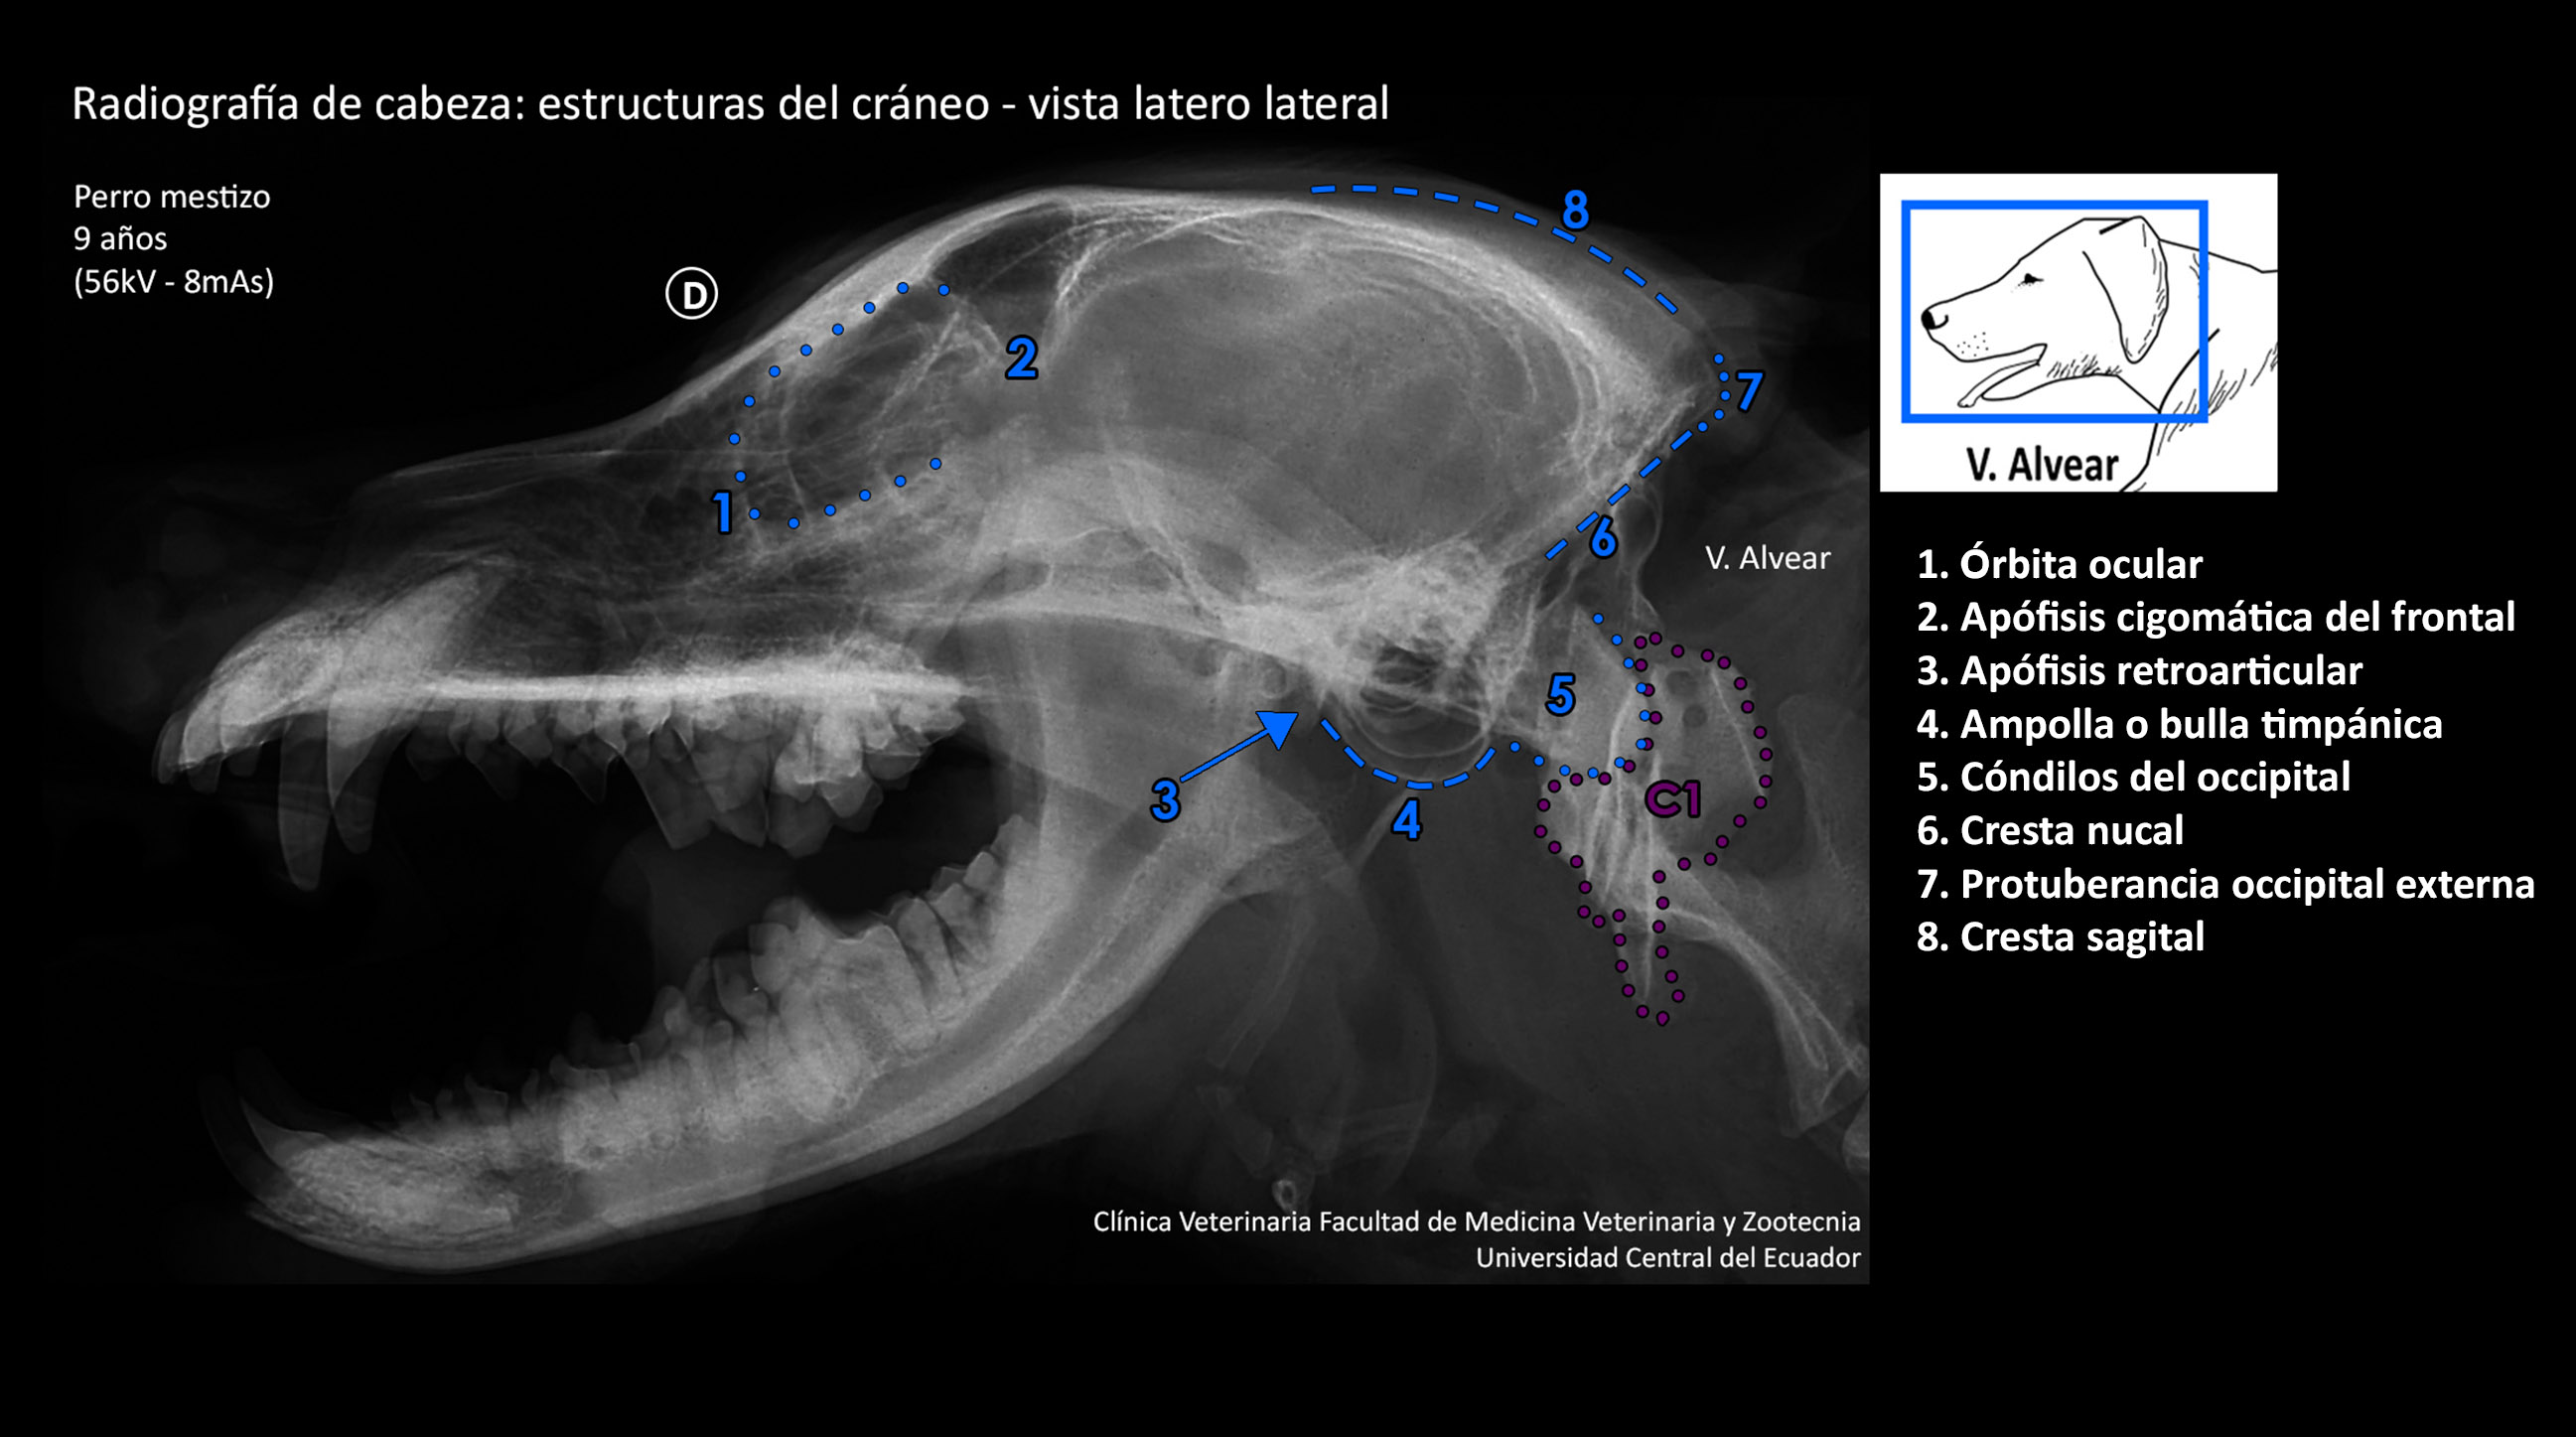 Radiografía de cabeza: estructuras del cráneo - vista latero lateral
Perro mestizo
9 años
(56kV - 8mAs)
D
8
2
7
1
6
V. Alvear
5
3
4
C1
Clínica Veterinaria Facultad de Medicina Veterinaria y Zootecnia
Universidad Central del Ecuador
V. Alvear
1. Órbita ocular
2. Apófisis cigomática del frontal
3. Apófisis retroarticular
4. Ampolla o bulla timpánica
5. Cóndilos del occipital
6. Cresta nucal
7. Protuberancia occipital externa
8. Cresta sagital